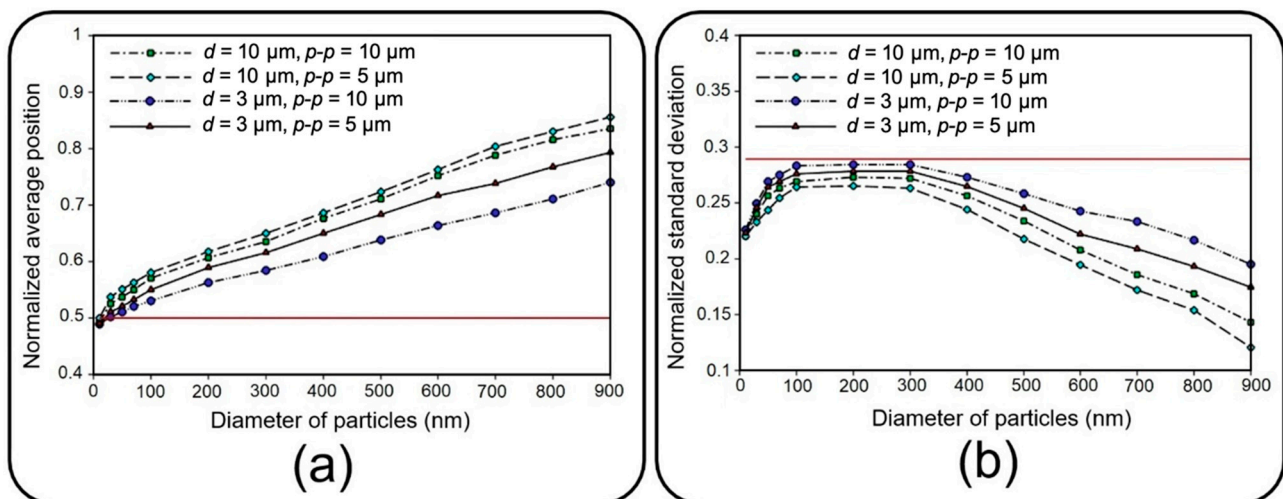 Normalized average position
1
0.9
0.8
0.7
0.6
0.5
0.4
d = 10 µm, p-p = 10 µm
d = 10 µm, p-p = 5 µm
d = 3 µm, p-p = 10 µm
d = 3 µm, p-p = 5 µm
0 100 200 300 400 500 600 700 800 900
Diameter of particles (nm)
(a)
Normalized standard deviation
0.4
0.35
0.3
0.25
0.2
0.15
0.1
d = 10 µm, p-p = 10 µm
d = 10 µm, p-p = 5 µm
d = 3 µm, p-p = 10 µm
d = 3 µm, p-p = 5 µm
0 100 200 300 400 500 600 700 800 900
Diameter of particles (nm)
(b)